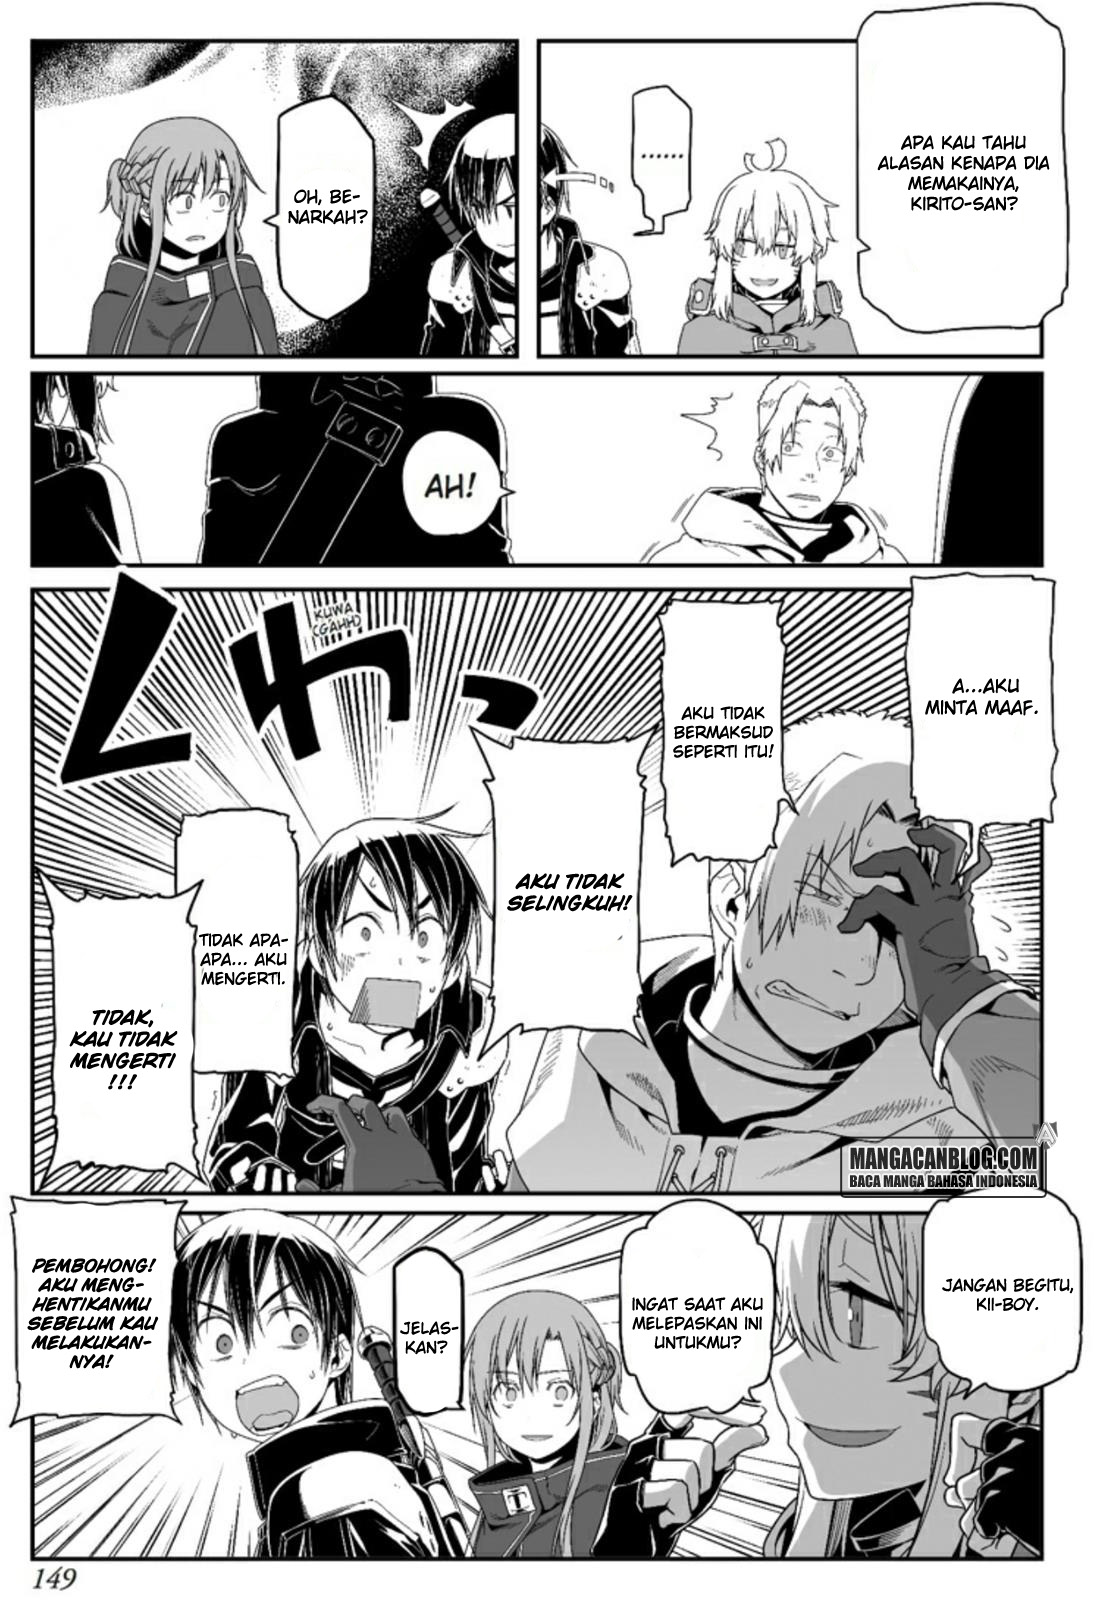 APA KAU TAHU
ALASAN KENAPA DIA
MEMAKAINYA,
KIRITO-SAN?
......
OH, BE-
NARKAH?
AH!
A...AKU
MINTA MAAF.
AKU TIDAK
BERMAKSUD
SEPERTI ITU!
AKU TIDAK
SELINGKUH!
くわっ
KUWA
(GAHH)
TIDAK APA-
APA... AKU
MENGERTI.
TIDAK,
KAU TIDAK
MENGERTI
!!!
MANGACANBLOG.COM
BACA MANGA BAHASA INDONESIA
JANGAN BEGITU,
KII-BOY.
INGAT SAAT AKU
MELEPASKAN INI
UNTUKMU?
JELAS-
KAN?
PEMBOHONG!
AKU MENG-
HENTIKANMU
SEBELUM KAU
MELAKUKAN-
NYA!
149